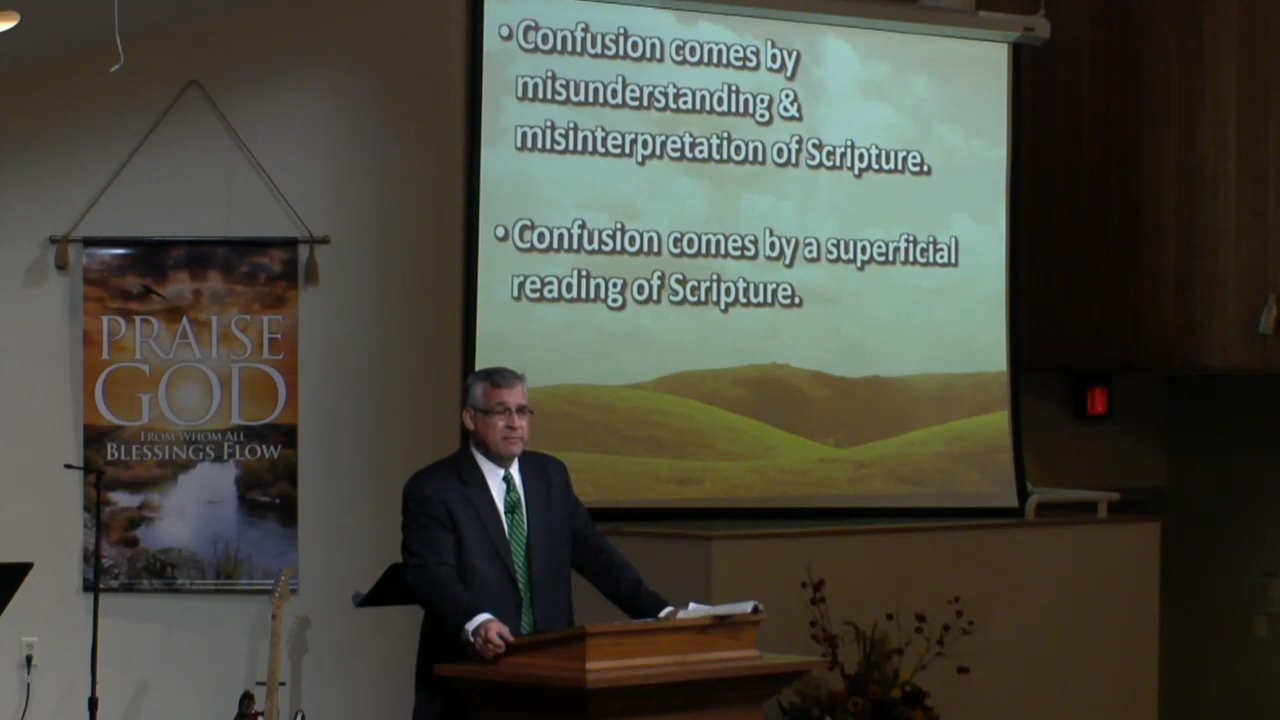 • Confusion comes by
misunderstanding &
misinterpretation of Scripture.
• Confusion comes by a superficial
reading of Scripture.
PRAISE
GOD
FROM WHOM ALL
BLESSINGS FLOW